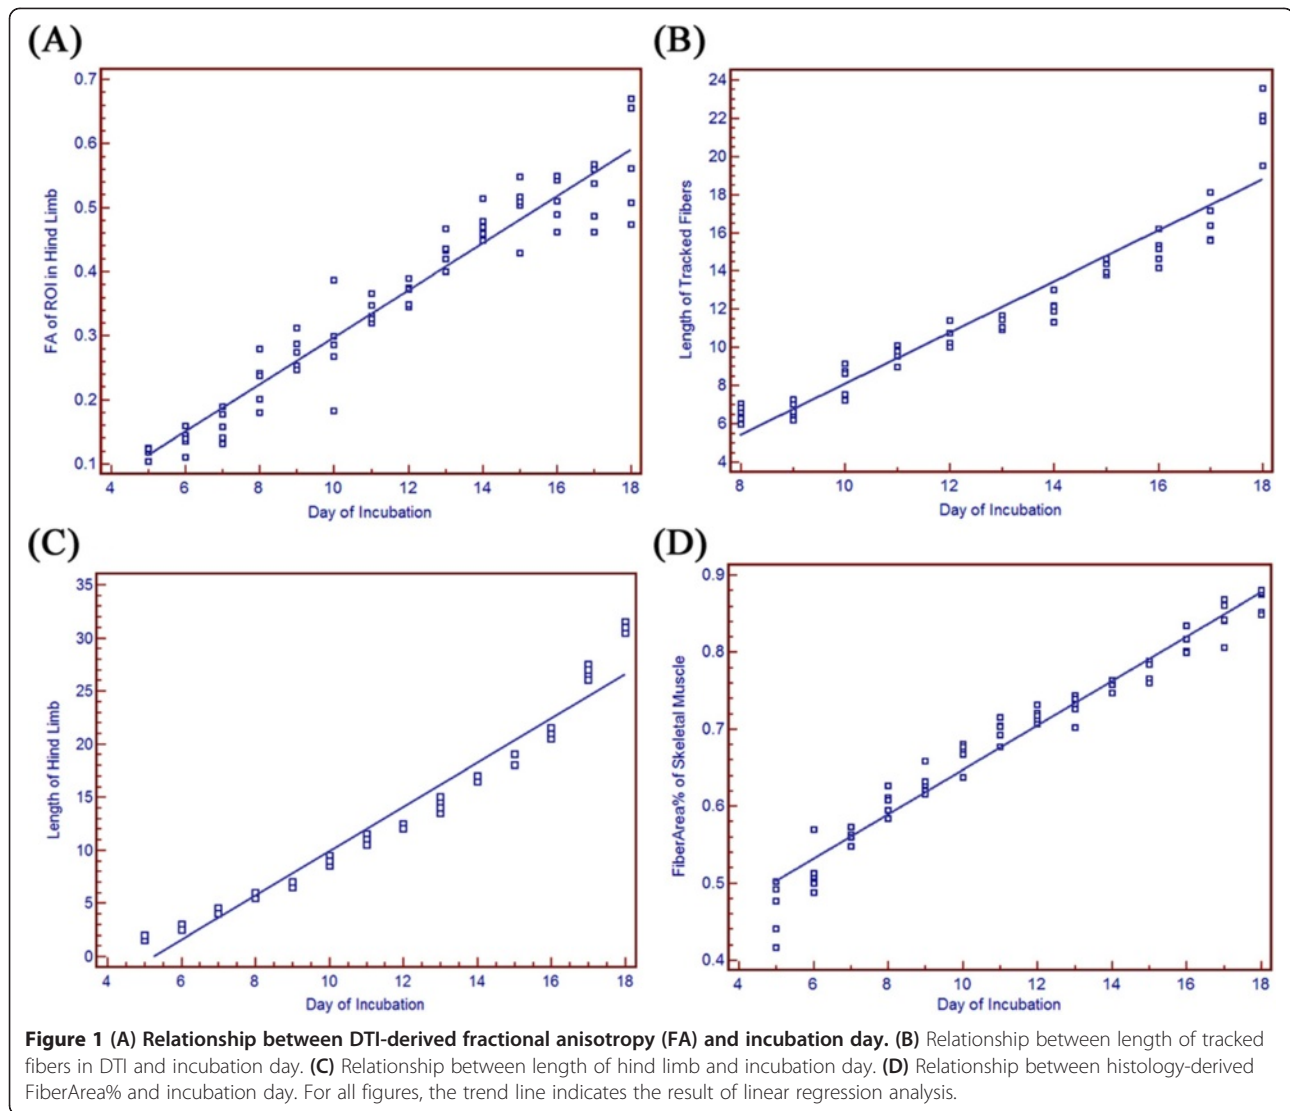 (A)
0.7
0.6
0.5
0.4
0.3
0.2
0.1
FA of ROI in Hind Limb
4 6 8 10 12 14 16 18
Day of Incubation
(B)
24
22
20
18
16
14
12
10
8
6
4
Length of Tracked Fibers
8 10 12 14 16 18
Day of Incubation
(C)
35
30
25
20
15
10
5
0
Length of Hind Limb
4 6 8 10 12 14 16 18
Day of Incubation
(D)
0.9
0.8
0.7
0.6
0.5
0.4
FiberArea% of Skeletal Muscle
4 6 8 10 12 14 16 18
Day of Incubation
Figure 1 (A) Relationship between DTI-derived fractional anisotropy (FA) and incubation day. (B) Relationship between length of tracked
fibers in DTI and incubation day. (C) Relationship between length of hind limb and incubation day. (D) Relationship between histology-derived
FiberArea% and incubation day. For all figures, the trend line indicates the result of linear regression analysis.